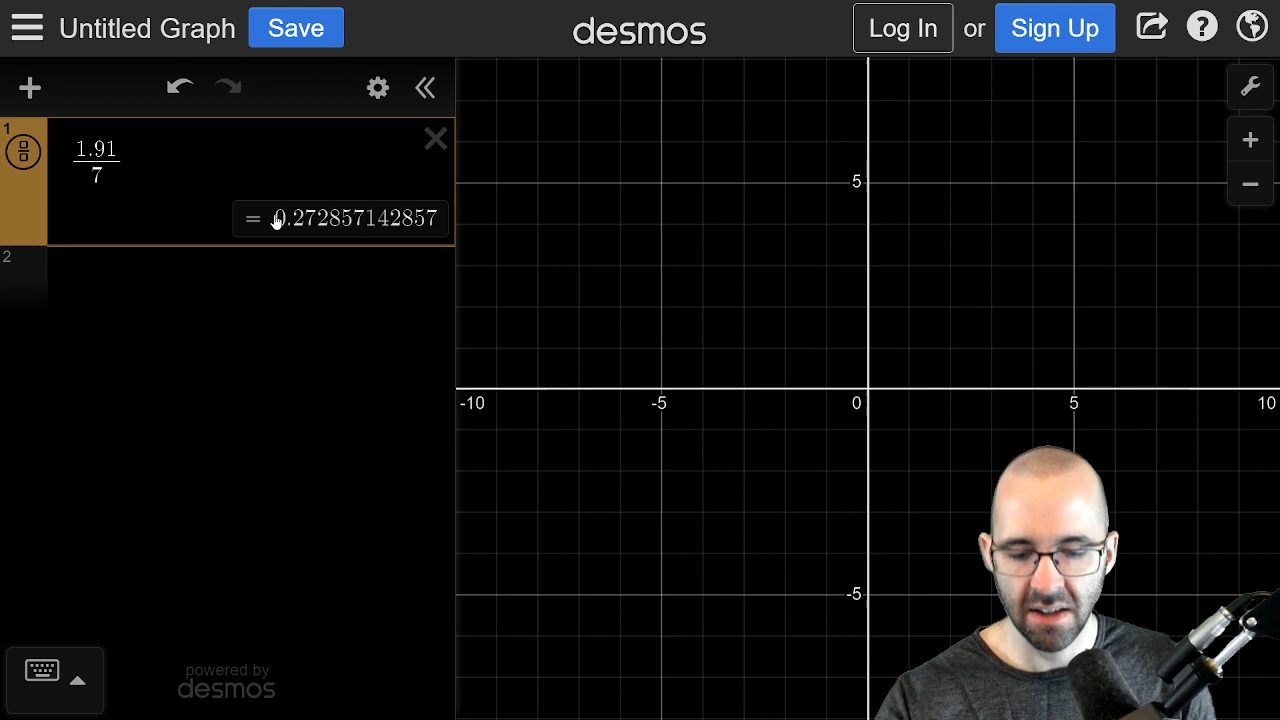 Untitled Graph
Save
desmos
Log In
or
Sign Up
?
1
1.91
7
= 0.272857142857
2
5
-10
-5
0
5
10
-5
powered by
desmos